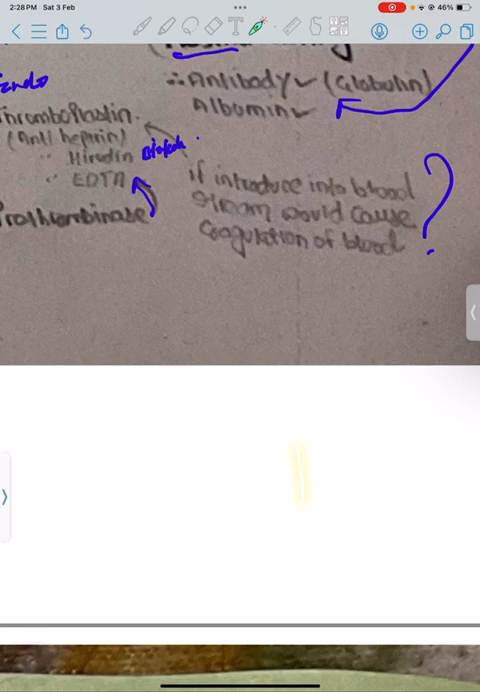 2:28 PM Sat 3 Feb
46%
∴ Antibody ✓ (Globulin)
Albumin ✓
Thromboplastin.
(Anti heparin)
" Hirudin
" EDTA
Prothrombinase
if introduce into blood
stream would cause
Coagulation of blood
?